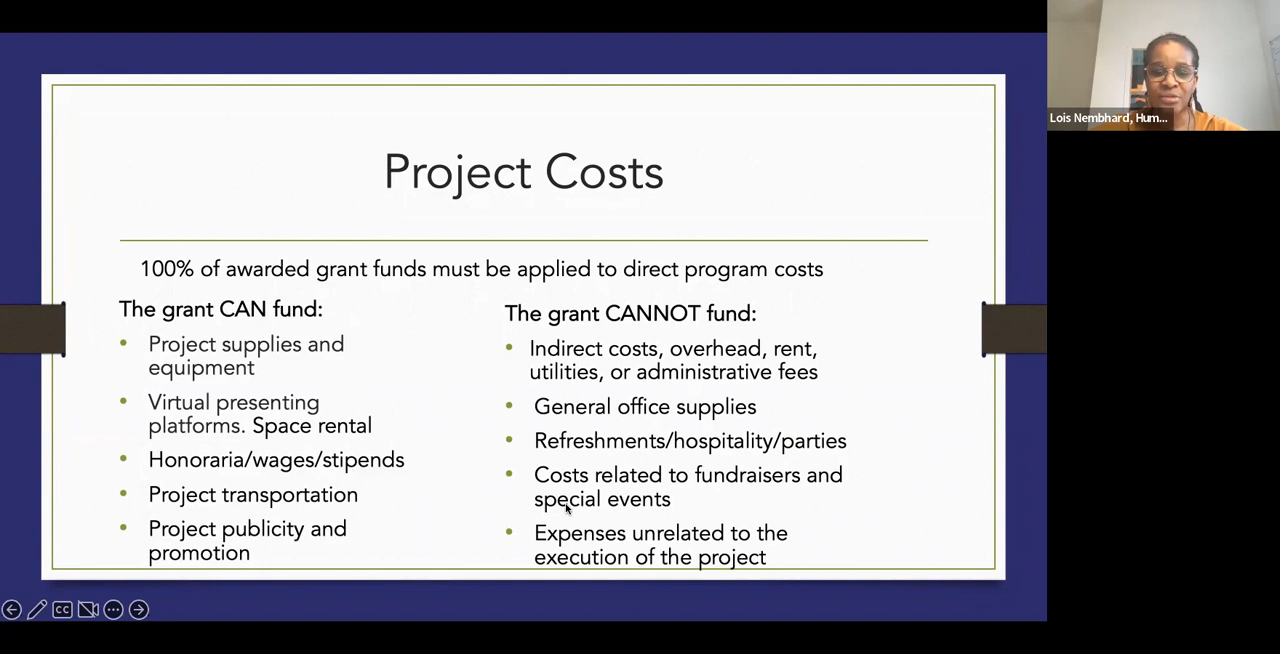 Project Costs
100% of awarded grant funds must be applied to direct program costs
The grant CAN fund:
Project supplies and
equipment
Virtual presenting
platforms. Space rental
Honoraria/wages/stipends
Project transportation
Project publicity and
promotion
The grant CANNOT fund:
Indirect costs, overhead, rent,
utilities, or administrative fees
General office supplies
Refreshments/hospitality/parties
Costs related to fundraisers and
special events
Expenses unrelated to the
execution of the project
Lois Nembhard, Hum...
CC